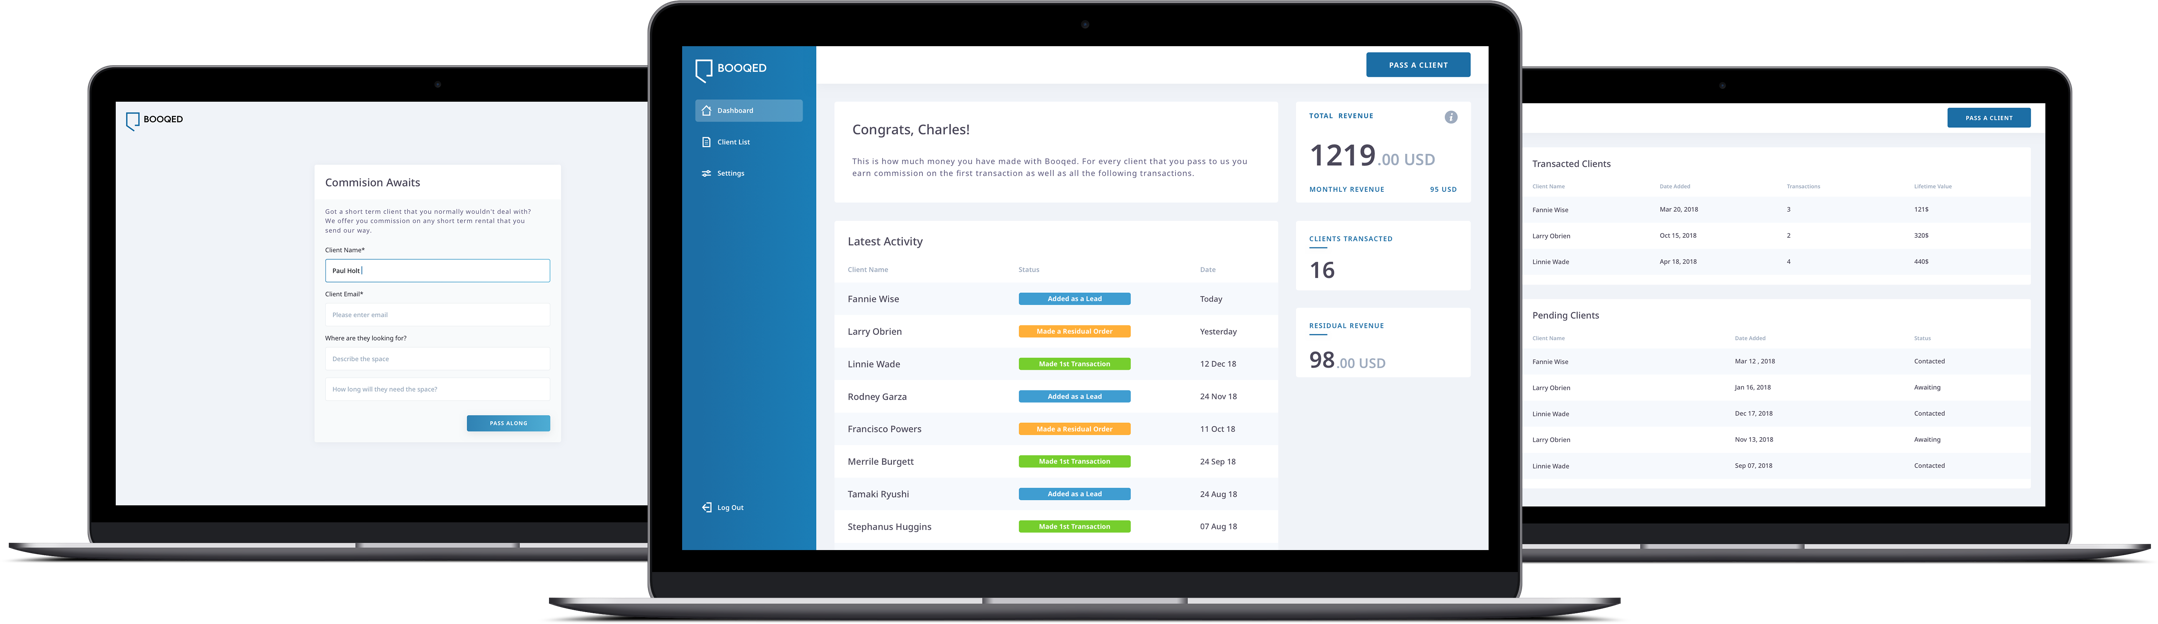 BOOQED
Commision Awaits
Got a short term client that you normally wouldn't deal with?
We offer you commission on any short term rental that you
send our way.
Client Name*
Paul Holt
Client Email*
Please enter email
Where are they looking for?
Describe the space
How long will they need the space?
PASS ALONG
BOOQED
Dashboard
Client List
Settings
Log Out
PASS A CLIENT
Congrats, Charles!
This is how much money you have made with Booqed. For every client that you pass to us you
earn commission on the first transaction as well as all the following transactions.
TOTAL REVENUE
i
1219.00 USD
MONTHLY REVENUE 95 USD
CLIENTS TRANSACTED
16
RESIDUAL REVENUE
98.00 USD
Latest Activity
Client Name Status Date
Fannie Wise Added as a Lead Today
Larry Obrien Made a Residual Order Yesterday
Linnie Wade Made 1st Transaction 12 Dec 18
Rodney Garza Added as a Lead 24 Nov 18
Francisco Powers Made a Residual Order 11 Oct 18
Merrile Burgett Made 1st Transaction 24 Sep 18
Tamaki Ryushi Added as a Lead 24 Aug 18
Stephanus Huggins Made 1st Transaction 07 Aug 18
PASS A CLIENT
Transacted Clients
Client Name Date Added Transactions Lifetime Value
Fannie Wise Mar 20, 2018 3 121$
Larry Obrien Oct 15, 2018 2 320$
Linnie Wade Apr 18, 2018 4 440$
Pending Clients
Client Name Date Added Status
Fannie Wise Mar 12 , 2018 Contacted
Larry Obrien Jan 16, 2018 Awaiting
Linnie Wade Dec 17, 2018 Contacted
Larry Obrien Nov 13, 2018 Awaiting
Linnie Wade Sep 07, 2018 Contacted